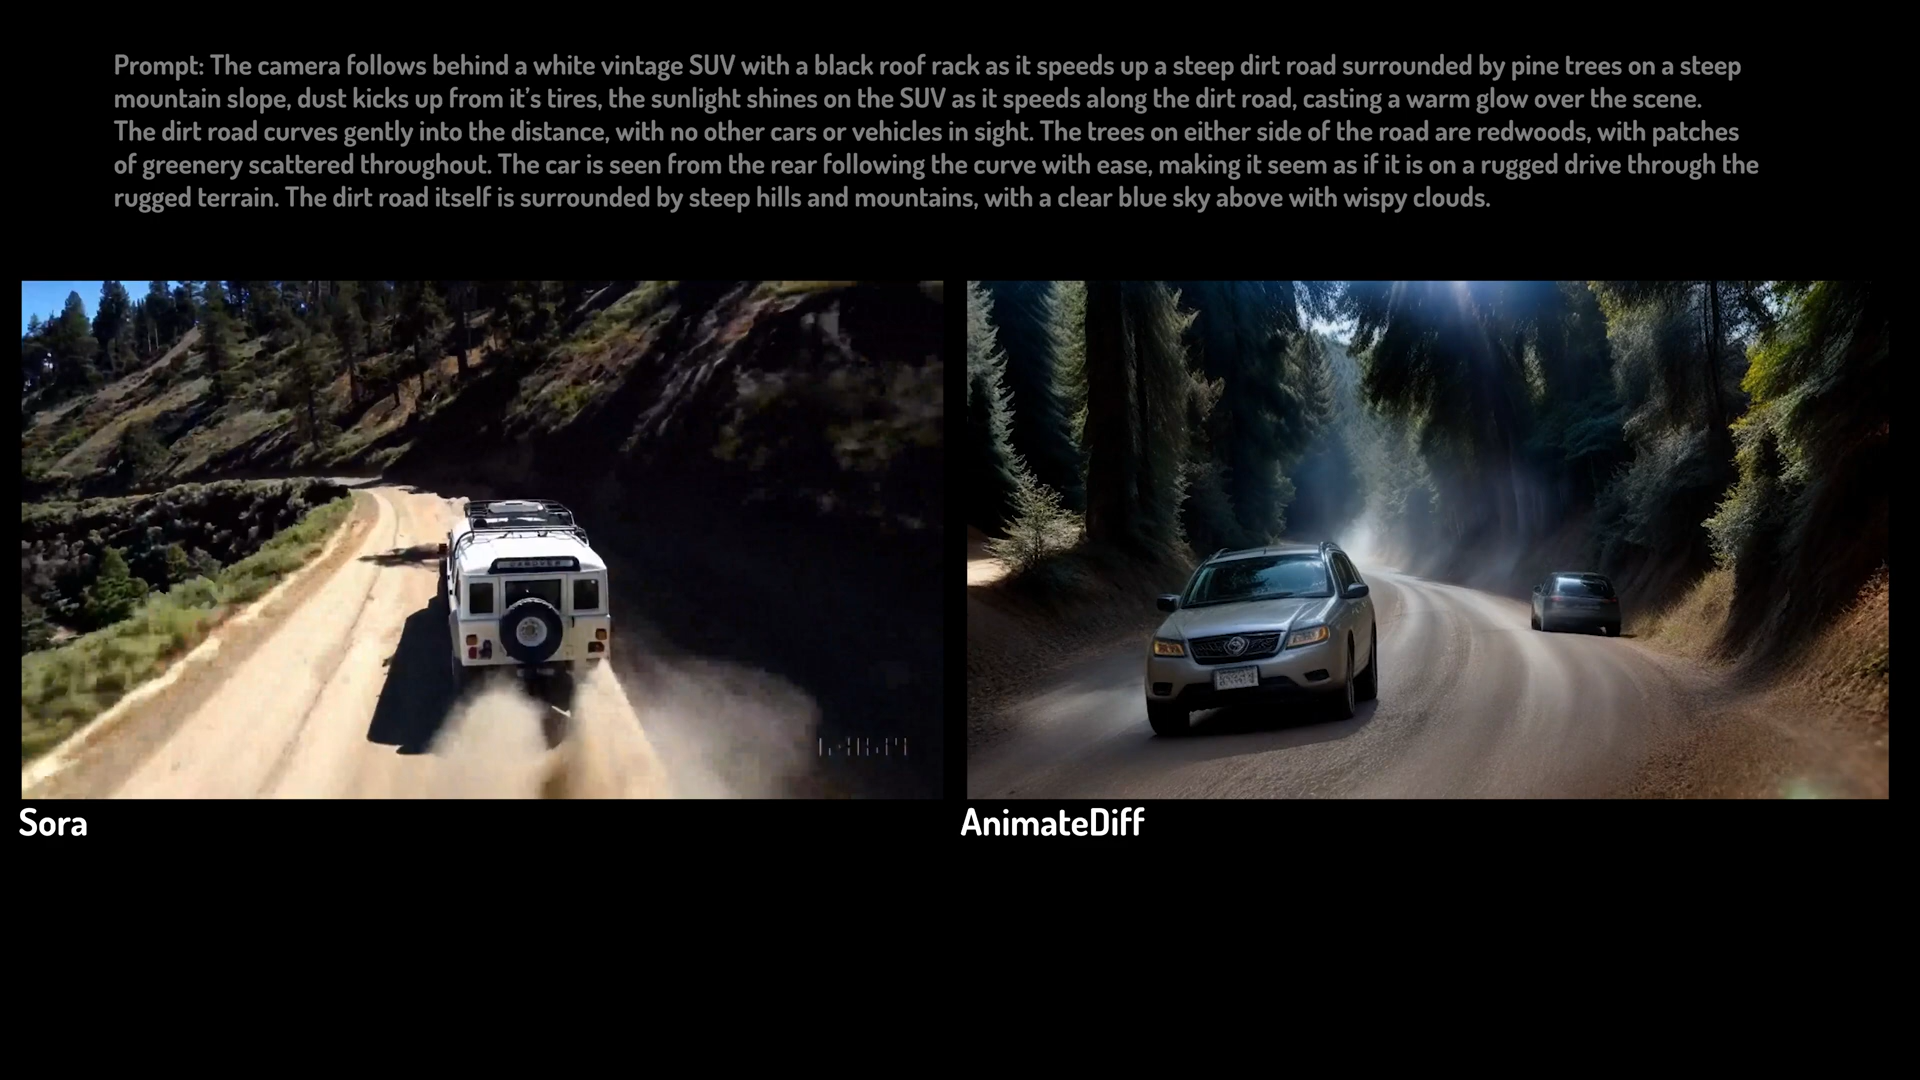 Prompt: The camera follows behind a white vintage SUV with a black roof rack as it speeds up a steep dirt road surrounded by pine trees on a steep
mountain slope, dust kicks up from it’s tires, the sunlight shines on the SUV as it speeds along the dirt road, casting a warm glow over the scene.
The dirt road curves gently into the distance, with no other cars or vehicles in sight. The trees on either side of the road are redwoods, with patches
of greenery scattered throughout. The car is seen from the rear following the curve with ease, making it seem as if it is on a rugged drive through the
rugged terrain. The dirt road itself is surrounded by steep hills and mountains, with a clear blue sky above with wispy clouds.
Sora
AnimateDiff